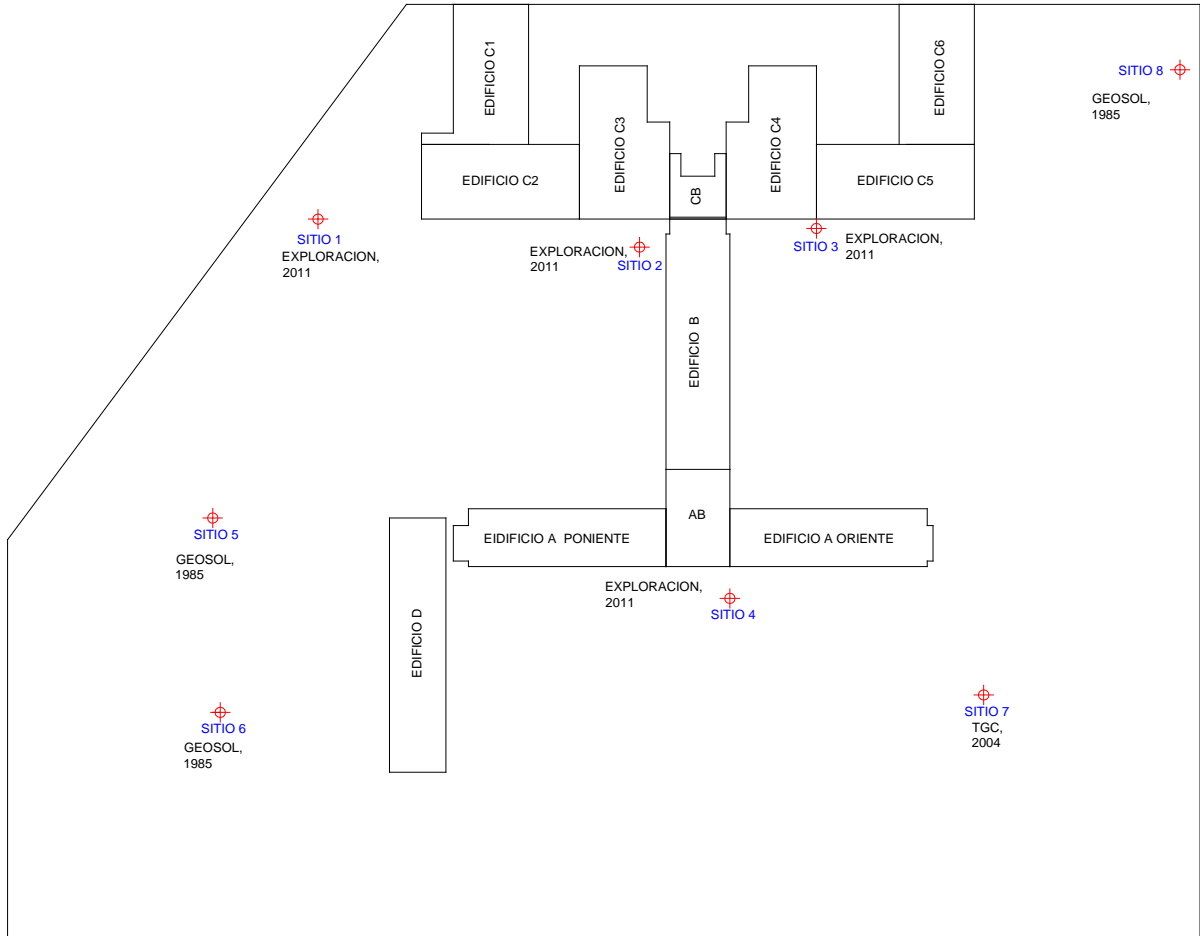 EDIFICIO C1
EDIFICIO C6
SITIO 8
GEOSOL,
1985
EDIFICIO C3
EDIFICIO C4
EDIFICIO C2
CB
EDIFICIO C5
SITIO 1
EXPLORACION,
2011
EXPLORACION,
2011
SITIO 2
SITIO 3
EXPLORACION,
2011
EDIFICIO B
SITIO 5
GEOSOL,
1985
EIDIFICIO A PONIENTE
AB
EDIFICIO A ORIENTE
EXPLORACION,
2011
SITIO 4
EDIFICIO D
SITIO 6
GEOSOL,
1985
SITIO 7
TGC,
2004